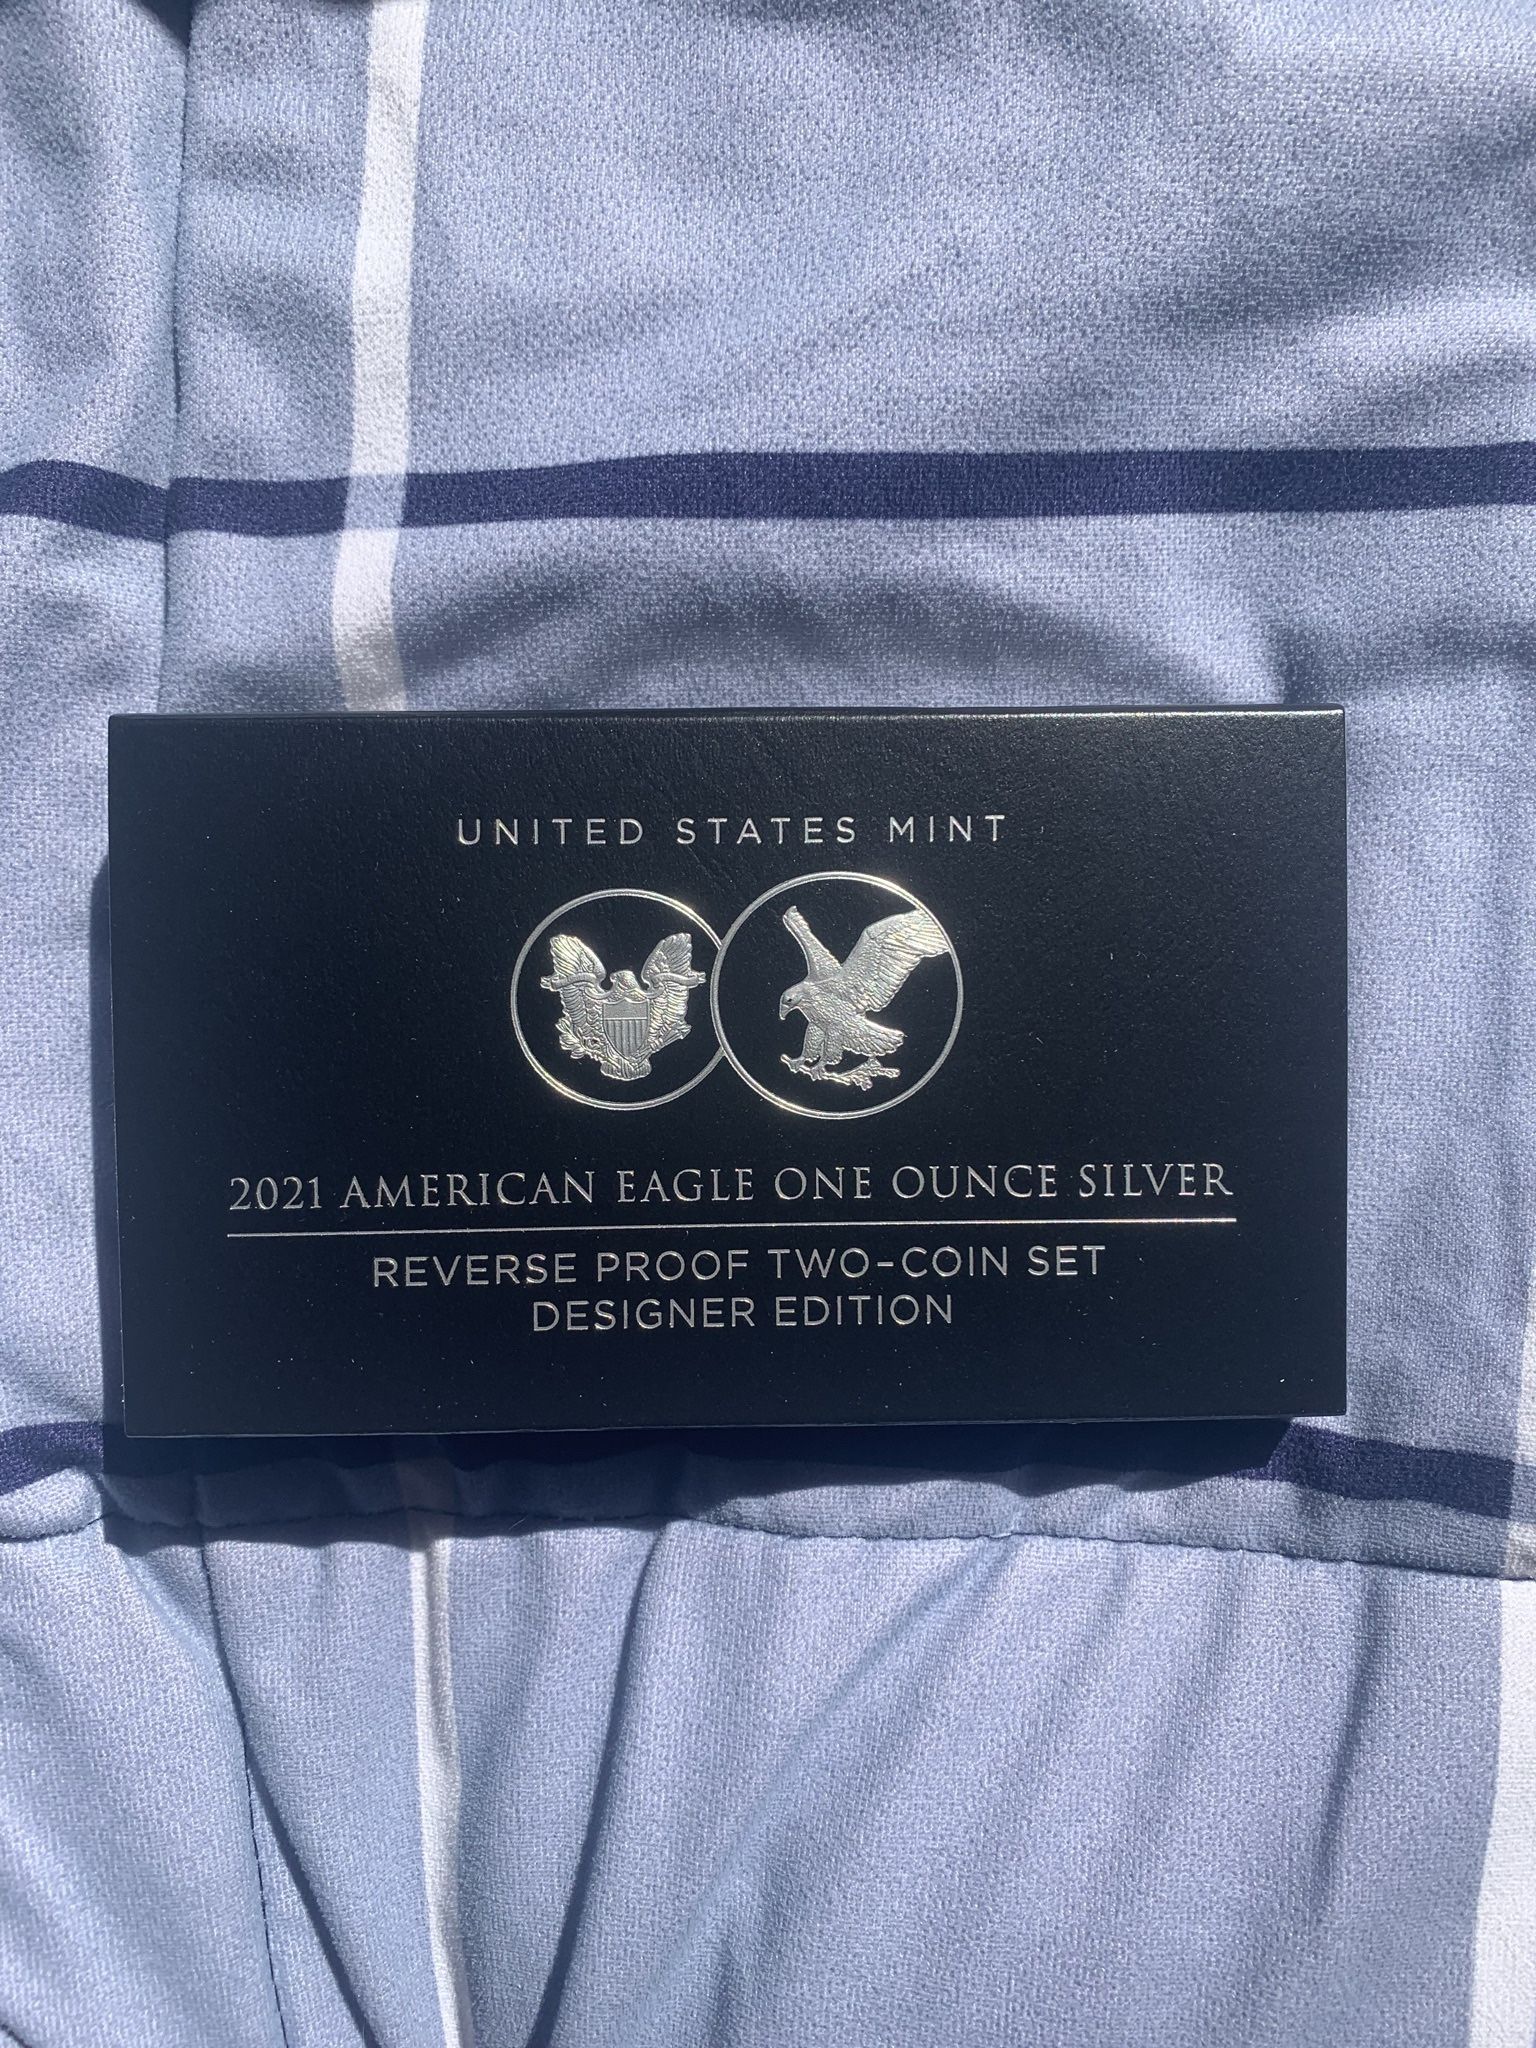 UNITED STATES MINT
2021 AMERICAN EAGLE ONE OUNCE SILVER
REVERSE PROOF TWO-COIN SET
DESIGNER EDITION